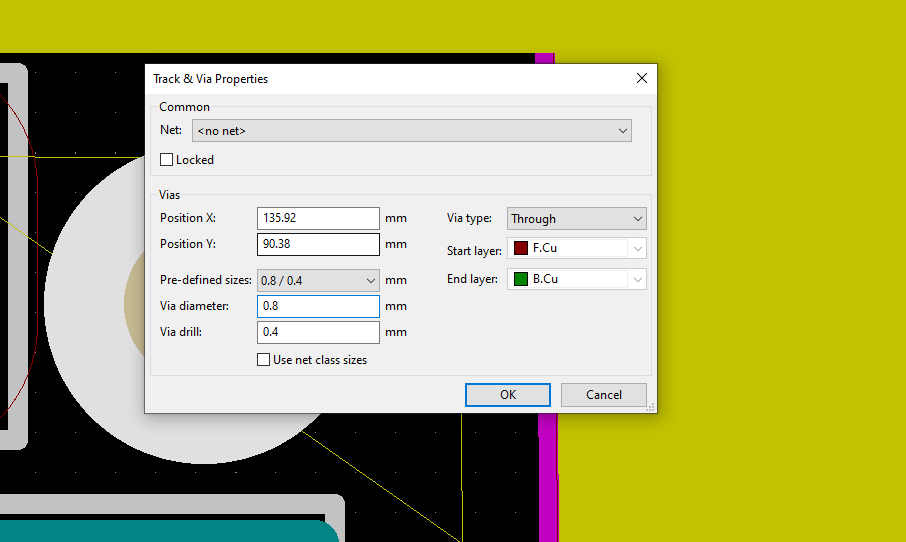 Track & Via Properties
Common
Net: <no net>
Locked
Vias
Position X: 135.92 mm Via type: Through
Position Y: 90.38 mm Start layer: F.Cu
Pre-defined sizes: 0.8 / 0.4 mm End layer: B.Cu
Via diameter: 0.8 mm
Via drill: 0.4 mm
Use net class sizes
OK Cancel